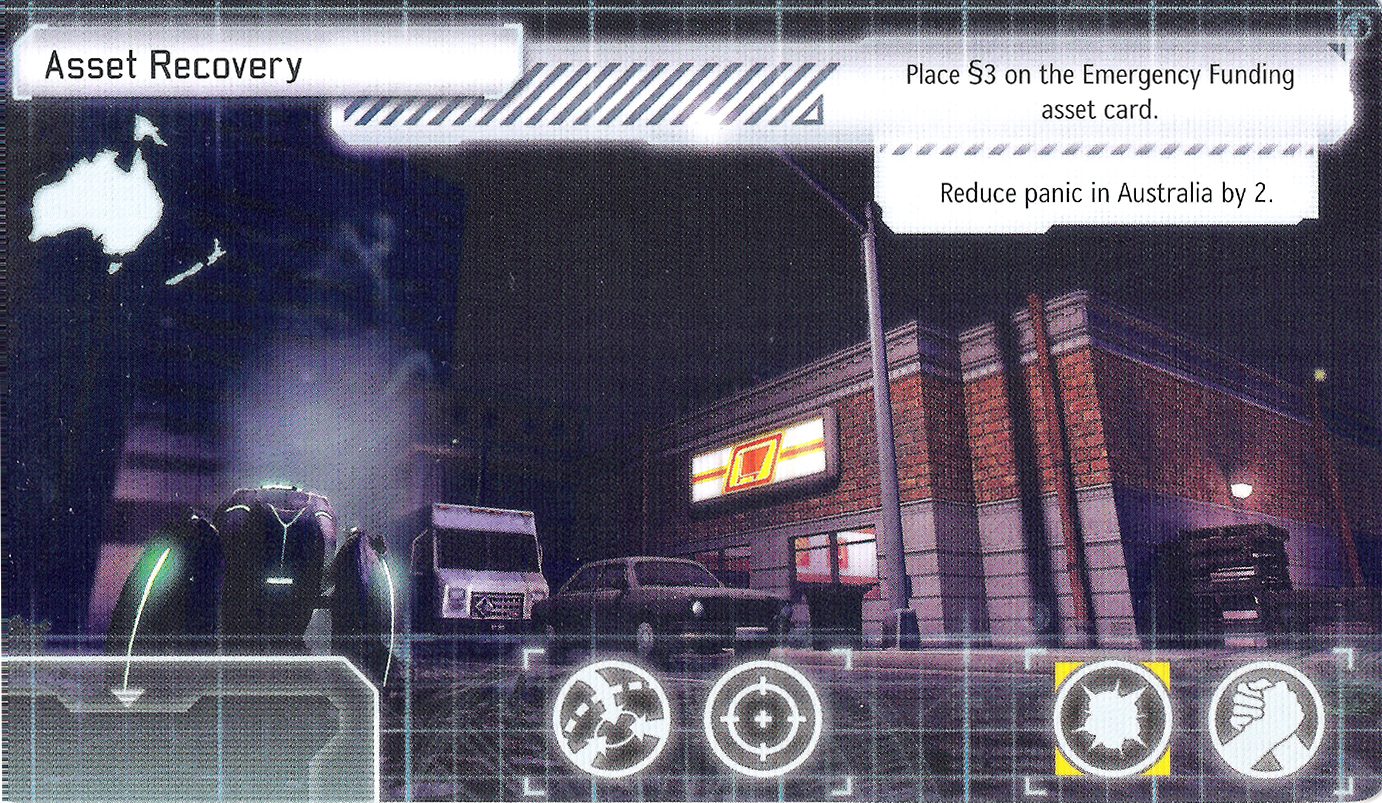 Asset Recovery
Place §3 on the Emergency Funding
asset card.
Reduce panic in Australia by 2.